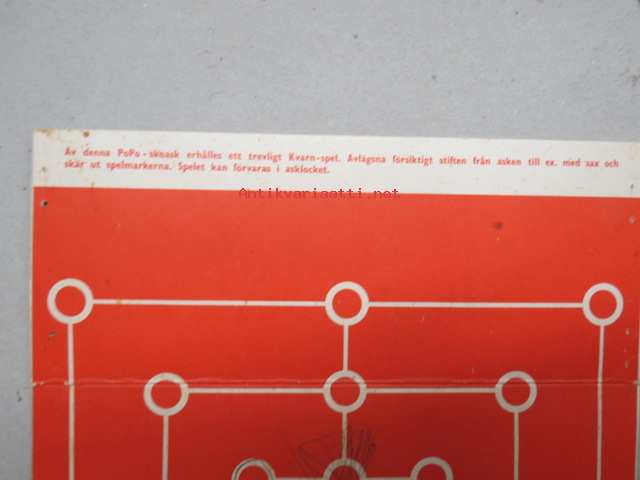 Av denna PoPo-skoask erhålles ett trevligt Kvarn-spel. Avlägsna försiktigt stiften från asken till ex. med sax och
skär ut spelmarkerna. Spelet kan förvaras i asklocket.
Antikvariaatti.net